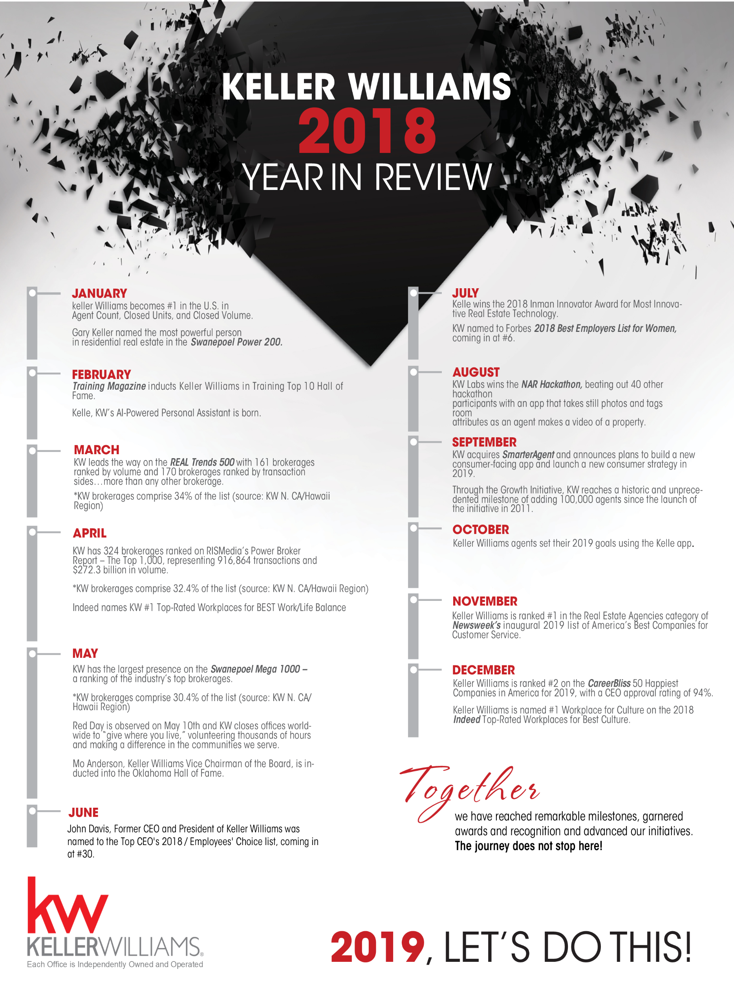 KELLER WILLIAMS
2018
YEAR IN REVIEW
JANUARY
keller Williams becomes #1 in the U.S. in
Agent Count, Closed Units, and Closed Volume.
Gary Keller named the most powerful person
in residential real estate in the Swanepoel Power 200.
FEBRUARY
Training Magazine inducts Keller Williams in Training Top 10 Hall of
Fame.
Kelle, KW’s AI-Powered Personal Assistant is born.
MARCH
KW leads the way on the REAL Trends 500 with 161 brokerages
ranked by volume and 170 brokerages ranked by transaction
sides…more than any other brokerage.
*KW brokerages comprise 34% of the list (source: KW N. CA/Hawaii
Region)
APRIL
KW has 324 brokerages ranked on RISMedia’s Power Broker
Report – The Top 1,000, representing 916,864 transactions and
$272.3 billion in volume.
*KW brokerages comprise 32.4% of the list (source: KW N. CA/Hawaii Region)
Indeed names KW #1 Top-Rated Workplaces for BEST Work/Life Balance
MAY
KW has the largest presence on the Swanepoel Mega 1000 –
a ranking of the industry’s top brokerages.
*KW brokerages comprise 30.4% of the list (source: KW N. CA/
Hawaii Region)
Red Day is observed on May 10th and KW closes offices world-
wide to “give where you live,” volunteering thousands of hours
and making a difference in the communities we serve.
Mo Anderson, Keller Williams Vice Chairman of the Board, is in-
ducted into the Oklahoma Hall of Fame.
JUNE
John Davis, Former CEO and President of Keller Williams was
named to the Top CEO's 2018 / Employees' Choice list, coming in
at #30.
JULY
Kelle wins the 2018 Inman Innovator Award for Most Innova-
tive Real Estate Technology.
KW named to Forbes 2018 Best Employers List for Women,
coming in at #6.
AUGUST
KW Labs wins the NAR Hackathon, beating out 40 other
hackathon
participants with an app that takes still photos and tags
room
attributes as an agent makes a video of a property.
SEPTEMBER
KW acquires SmarterAgent and announces plans to build a new
consumer-facing app and launch a new consumer strategy in
2019.
Through the Growth Initiative, KW reaches a historic and unprece-
dented milestone of adding 100,000 agents since the launch of
the initiative in 2011.
OCTOBER
Keller Williams agents set their 2019 goals using the Kelle app.
NOVEMBER
Keller Williams is ranked #1 in the Real Estate Agencies category of
Newsweek’s inaugural 2019 list of America’s Best Companies for
Customer Service.
DECEMBER
Keller Williams is ranked #2 on the CareerBliss 50 Happiest
Companies in America for 2019, with a CEO approval rating of 94%.
Keller Williams is named #1 Workplace for Culture on the 2018
Indeed Top-Rated Workplaces for Best Culture.
Together
we have reached remarkable milestones, garnered
awards and recognition and advanced our initiatives.
The journey does not stop here!
kw
KELLERWILLIAMS®
Each Office is Independently Owned and Operated
2019, LET’S DO THIS!